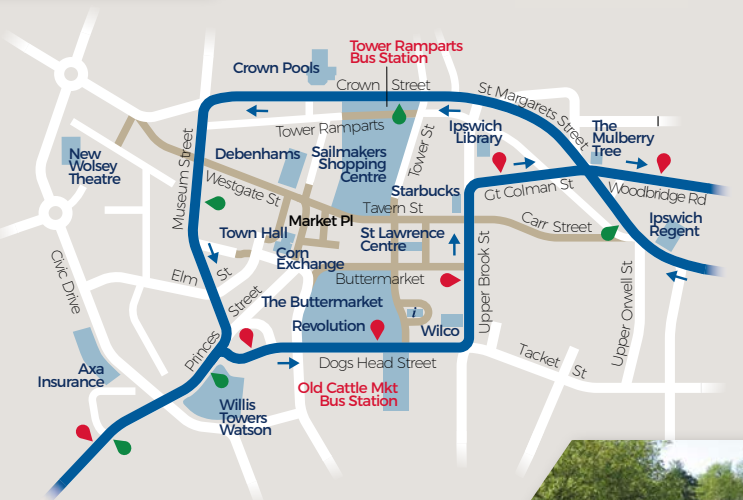 Tower Ramparts
Bus Station
Crown Pools
Crown Street
St Margarets Street
Tower Ramparts
Tower St
Ipswich
Library
The
Mulberry
Tree
Museum Street
New
Wolsey
Theatre
Debenhams
Sailmakers
Shopping
Centre
Westgate St
Starbucks
Gt Colman St
Woodbridge Rd
Market Pl
Tavern St
Carr Street
Ipswich
Regent
Town Hall
St Lawrence
Centre
Corn
Exchange
Civic Drive
Elm St
Buttermarket
Upper Brook St
Upper Orwell St
Princes Street
The Buttermarket
i
Revolution
Wilco
Dogs Head Street
Tacket St
Axa
Insurance
Old Cattle Mkt
Bus Station
Willis
Towers
Watson